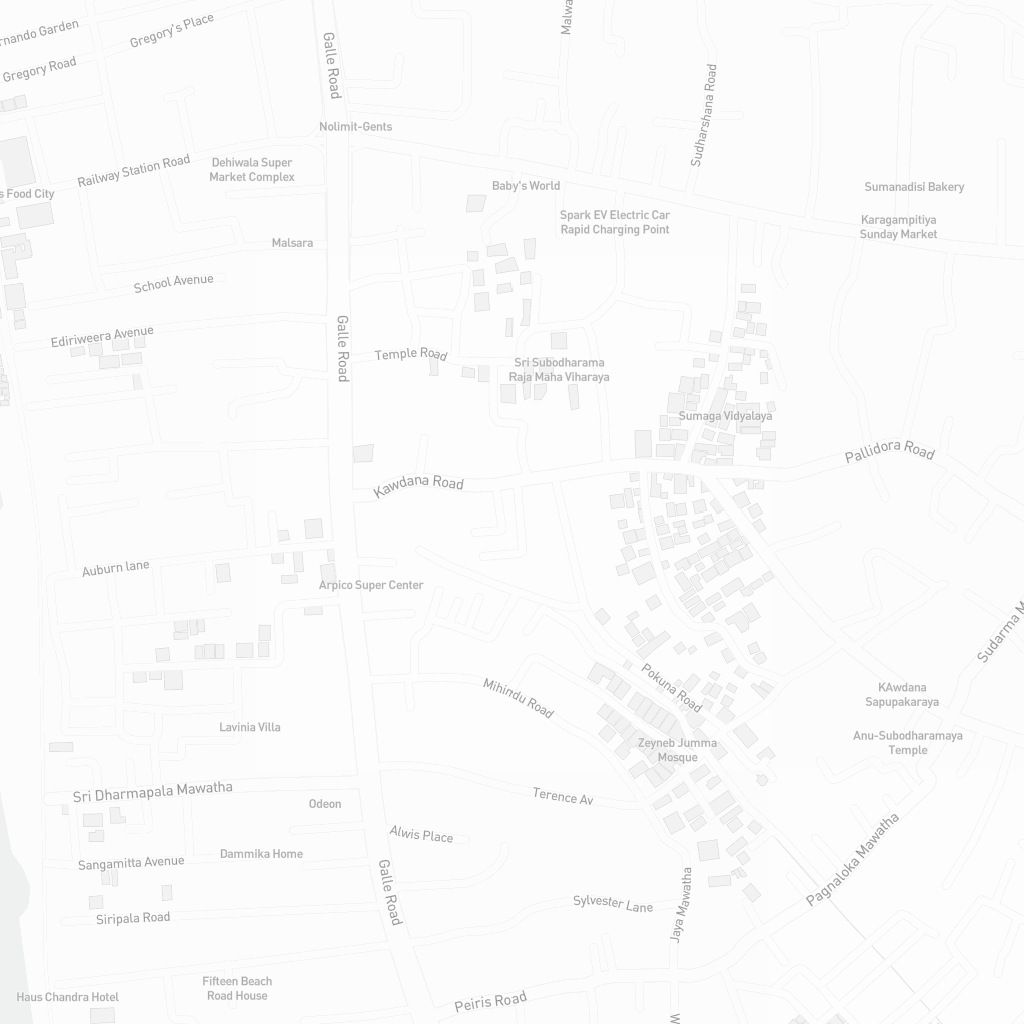 Malwa
rnando Garden
Gregory's Place
Gregory Road
Galle Road
Nolimit-Gents
Sudharshana Road
Railway Station Road
Dehiwala Super
Market Complex
s Food City
Baby's World
Sumanadisi Bakery
Spark EV Electric Car
Rapid Charging Point
Karagampitiya
Sunday Market
Malsara
School Avenue
Ediriweera Avenue
Galle Road
Temple Road
Sri Subodharama
Raja Maha Viharaya
Sumaga Vidyalaya
Pallidora Road
Kawdana Road
Auburn lane
Arpico Super Center
Sudarma M
Pokuna Road
Mihindu Road
KAwdana
Sapupakaraya
Lavinia Villa
Zeyneb Jumma
Mosque
Anu-Subodharamaya
Temple
Sri Dharmapala Mawatha
Odeon
Terence Av
Alwis Place
Dammika Home
Sangamitta Avenue
Galle Road
Pagnaloka Mawatha
Jaya Mawatha
Sylvester Lane
Siripala Road
Fifteen Beach
Road House
Haus Chandra Hotel
Peiris Road
W